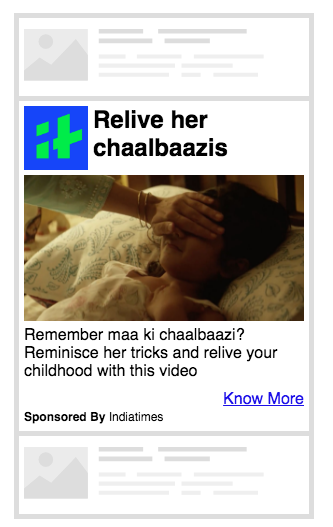 Relive her
chaalbaazis
Remember maa ki chaalbaazi?
Reminisce her tricks and relive your
childhood with this video
Know More
Sponsored By Indiatimes